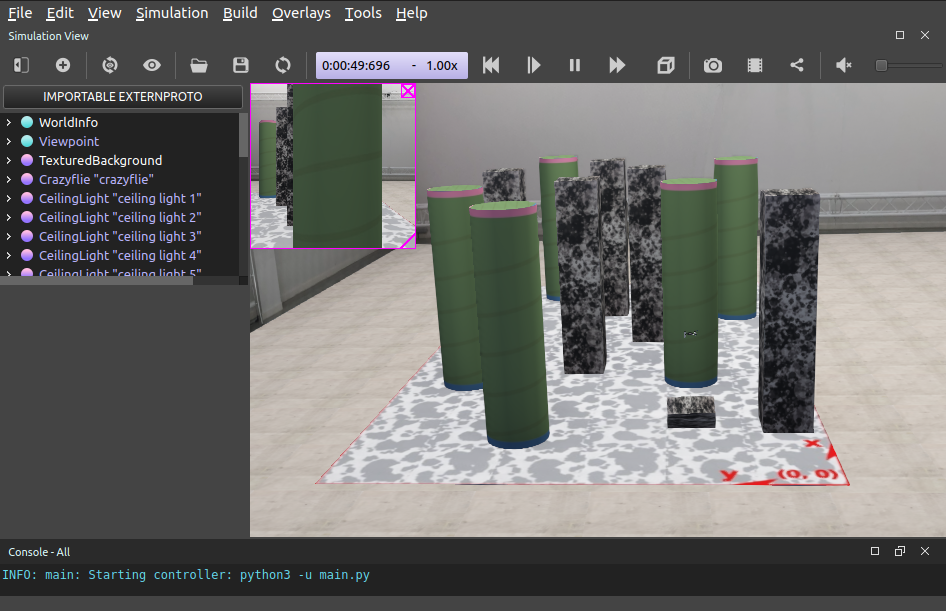 File Edit View Simulation Build Overlays Tools Help
Simulation View
0:00:49:696 - 1.00x
IMPORTABLE EXTERNPROTO
WorldInfo
Viewpoint
TexturedBackground
Crazyflie "crazyflie"
CeilingLight "ceiling light 1"
CeilingLight "ceiling light 2"
CeilingLight "ceiling light 3"
CeilingLight "ceiling light 4"
CeilingLight "ceiling light 5"
x
y (0, 0)
Console - All
INFO: main: Starting controller: python3 -u main.py